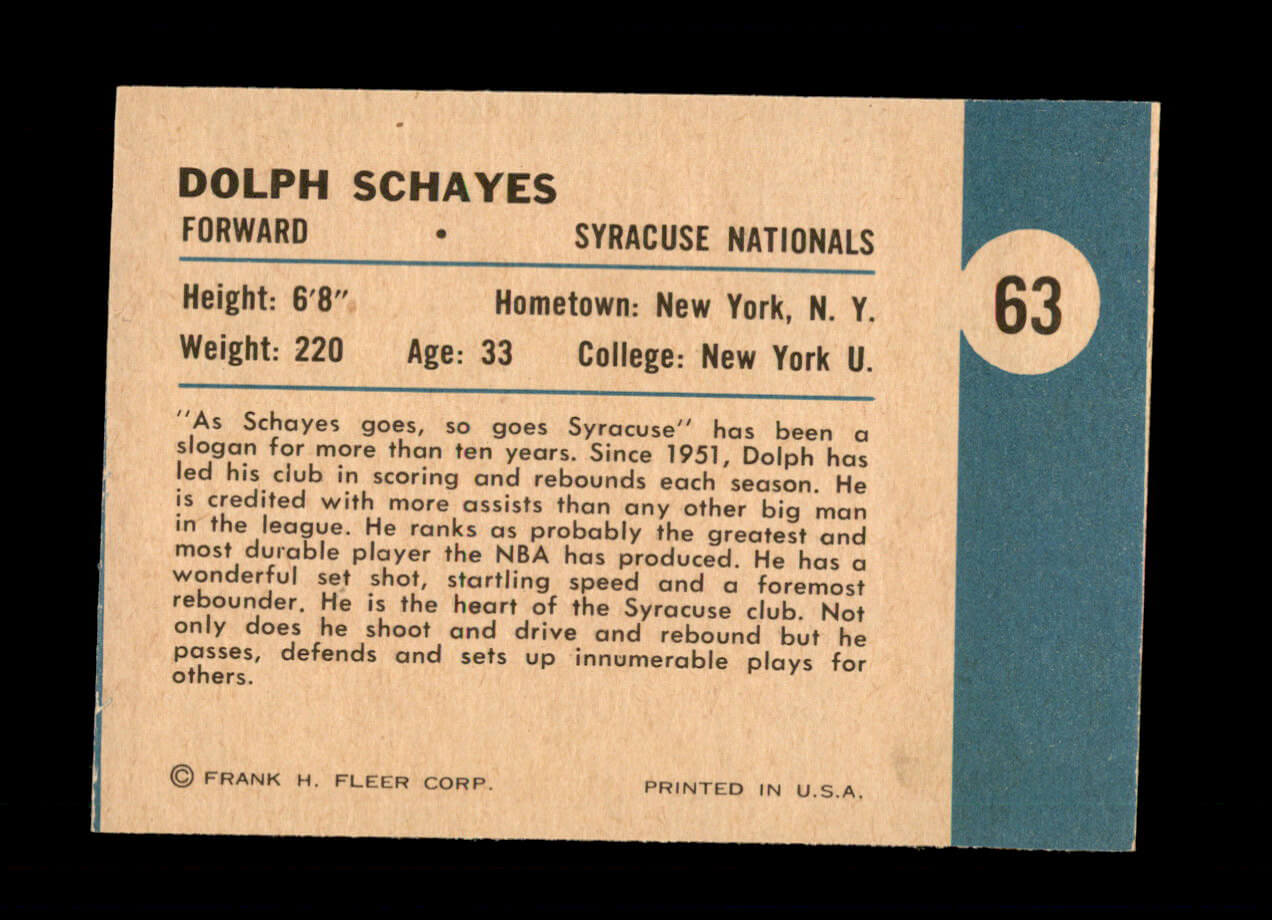 DOLPH SCHAYES
FORWARD • SYRACUSE NATIONALS
Height: 6'8" Hometown: New York, N. Y.
Weight: 220 Age: 33 College: New York U.
63
"As Schayes goes, so goes Syracuse" has been a
slogan for more than ten years. Since 1951, Dolph has
led his club in scoring and rebounds each season. He
is credited with more assists than any other big man
in the league. He ranks as probably the greatest and
most durable player the NBA has produced. He has a
wonderful set shot, startling speed and a foremost
rebounder. He is the heart of the Syracuse club. Not
only does he shoot and drive and rebound but he
passes, defends and sets up innumerable plays for
others.
© FRANK H. FLEER CORP. PRINTED IN U.S.A.